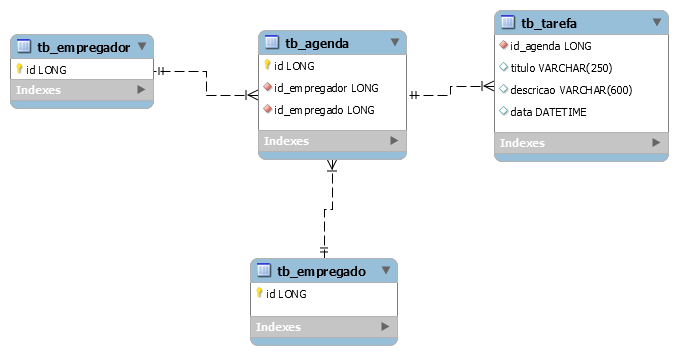 tb_empregador
id LONG
Indexes
tb_agenda
id LONG
id_empregador LONG
id_empregado LONG
Indexes
tb_tarefa
id_agenda LONG
titulo VARCHAR(250)
descricao VARCHAR(600)
data DATETIME
Indexes
tb_empregado
id LONG
Indexes